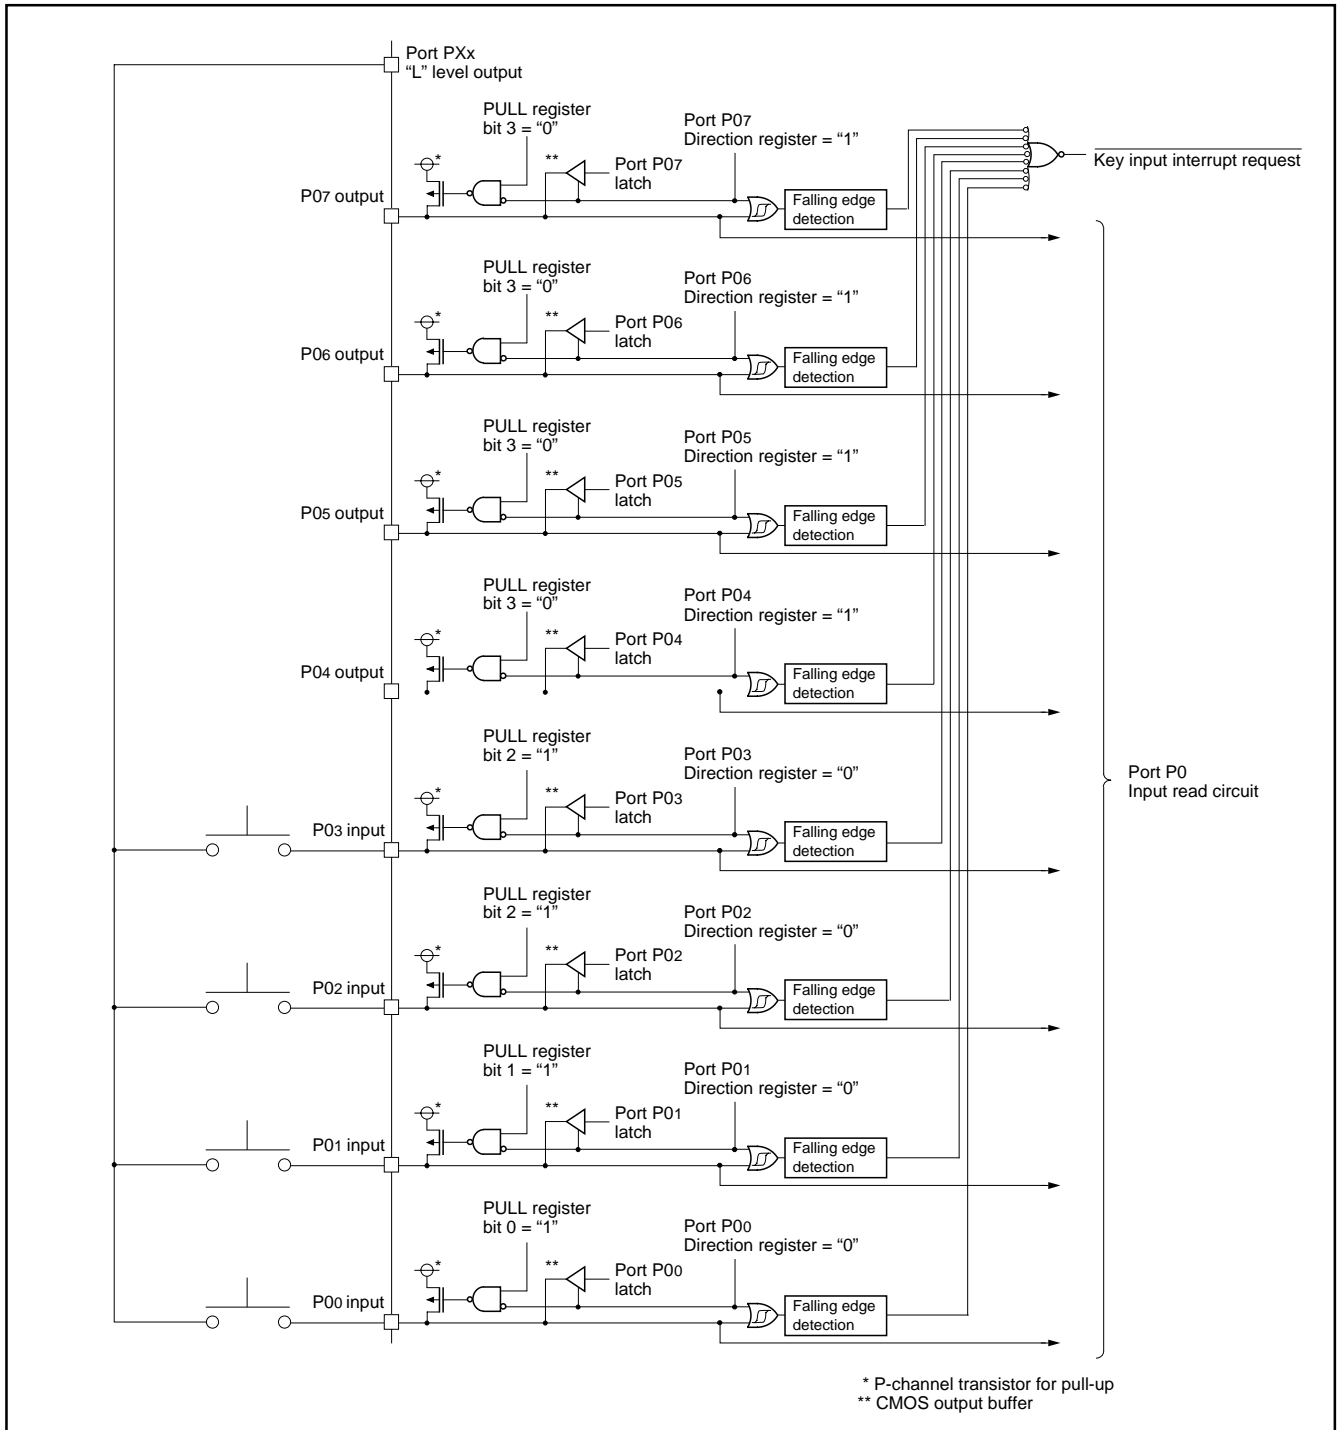 Port PXx
“L” level output
PULL register
bit 3 = “0”
Port P07
Direction register = “1”
*
**
Port P07
latch
P07 output
Falling edge
detection
Key input interrupt request
PULL register
bit 3 = “0”
Port P06
Direction register = “1”
*
**
Port P06
latch
P06 output
Falling edge
detection
PULL register
bit 3 = “0”
Port P05
Direction register = “1”
*
**
Port P05
latch
P05 output
Falling edge
detection
PULL register
bit 3 = “0”
Port P04
Direction register = “1”
*
**
Port P04
latch
P04 output
Falling edge
detection
PULL register
bit 2 = “1”
Port P03
Direction register = “0”
*
**
Port P03
latch
P03 input
Falling edge
detection
Port P0
Input read circuit
PULL register
bit 2 = “1”
Port P02
Direction register = “0”
*
**
Port P02
latch
P02 input
Falling edge
detection
PULL register
bit 1 = “1”
Port P01
Direction register = “0”
*
**
Port P01
latch
P01 input
Falling edge
detection
PULL register
bit 0 = “1”
Port P00
Direction register = “0”
*
**
Port P00
latch
P00 input
Falling edge
detection
* P-channel transistor for pull-up
** CMOS output buffer